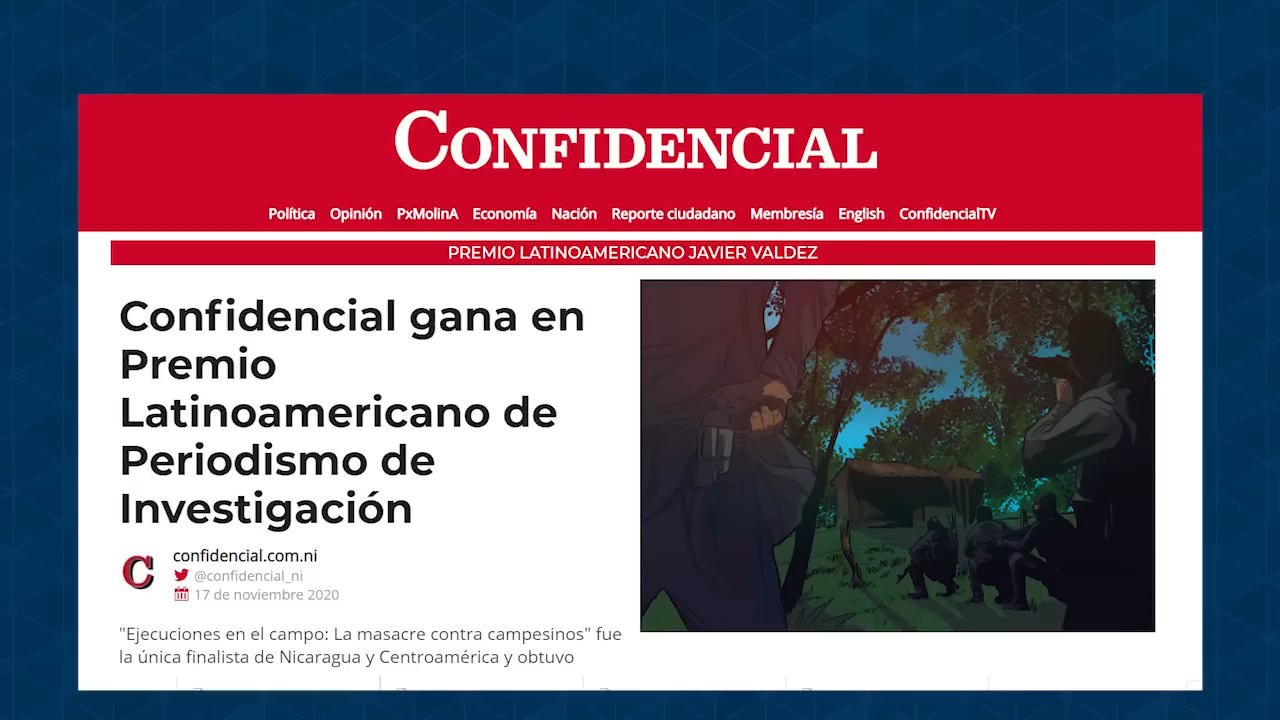 CONFIDENCIAL
Política Opinión PxMolinA Economía Nación Reporte ciudadano Membresía English ConfidencialTV
PREMIO LATINOAMERICANO JAVIER VALDEZ
Confidencial gana en
Premio
Latinoamericano de
Periodismo de
Investigación
C
confidencial.com.ni
@confidencial_ni
17 de noviembre 2020
"Ejecuciones en el campo: La masacre contra campesinos" fue
la única finalista de Nicaragua y Centroamérica y obtuvo